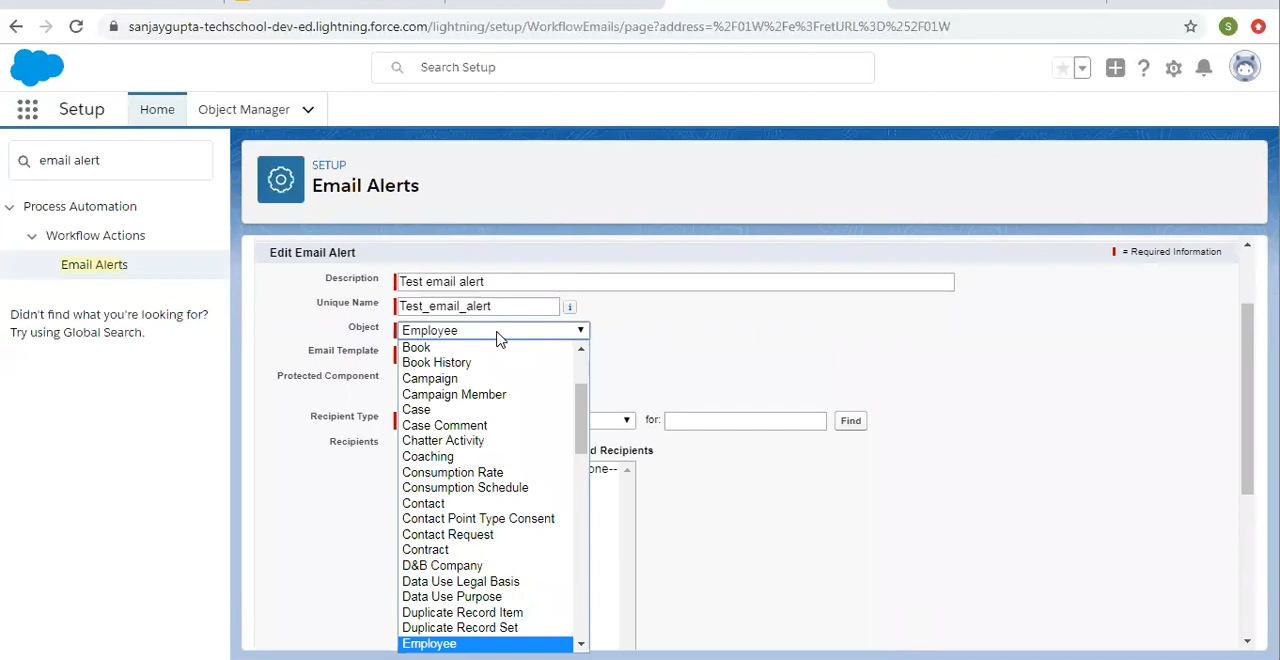 sanjaygupta-techschool-dev-ed.lightning.force.com/lightning/setup/WorkflowEmails/page?address=%2F01W%2Fe%3FretURL%3D%252F01W
S
Search Setup
Setup
Home
Object Manager
email alert
Process Automation
Workflow Actions
Email Alerts
Didn't find what you're looking for?
Try using Global Search.
SETUP
Email Alerts
Edit Email Alert
= Required Information
Description
Test email alert
Unique Name
Test_email_alert
i
Object
Employee
Email Template
Protected Component
Recipient Type
for:
Find
Recipients
d Recipients
one--
Book
Book History
Campaign
Campaign Member
Case
Case Comment
Chatter Activity
Coaching
Consumption Rate
Consumption Schedule
Contact
Contact Point Type Consent
Contact Request
Contract
D&B Company
Data Use Legal Basis
Data Use Purpose
Duplicate Record Item
Duplicate Record Set
Employee